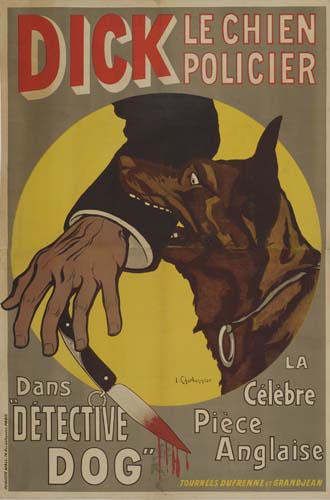 DICK LE CHIEN
POLICIER
Dans
"DÉTECTIVE
DOG"
LA
Célèbre
Pièce
Anglaise
TOURNÉES DUFRENNE ET GRANDJEAN